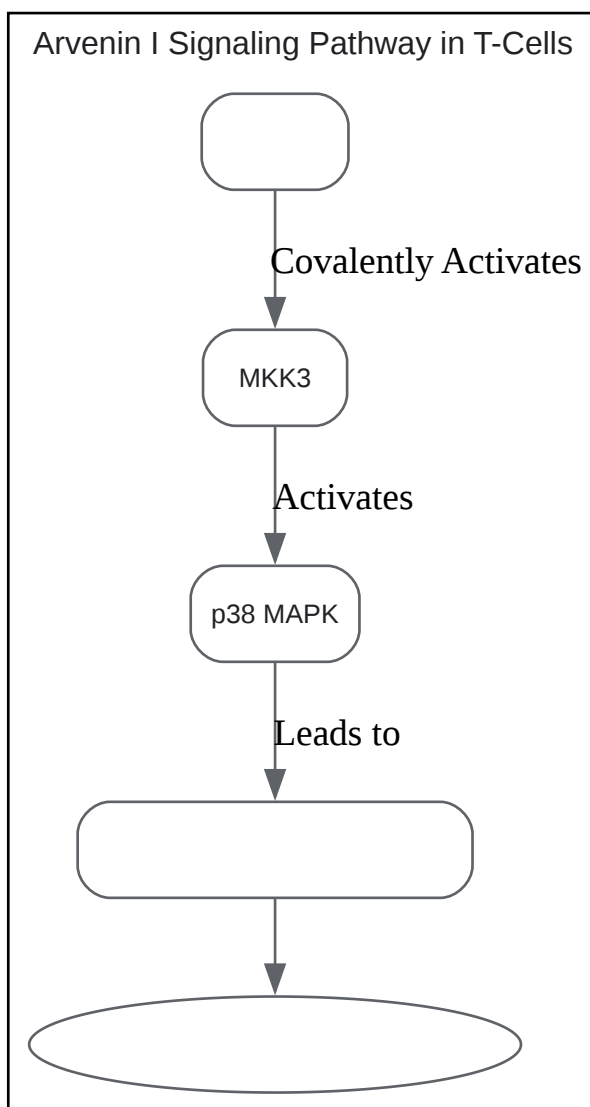 Arvenin I Signaling Pathway in T-Cells
Covalently Activates
MKK3
Activates
p38 MAPK
Leads to